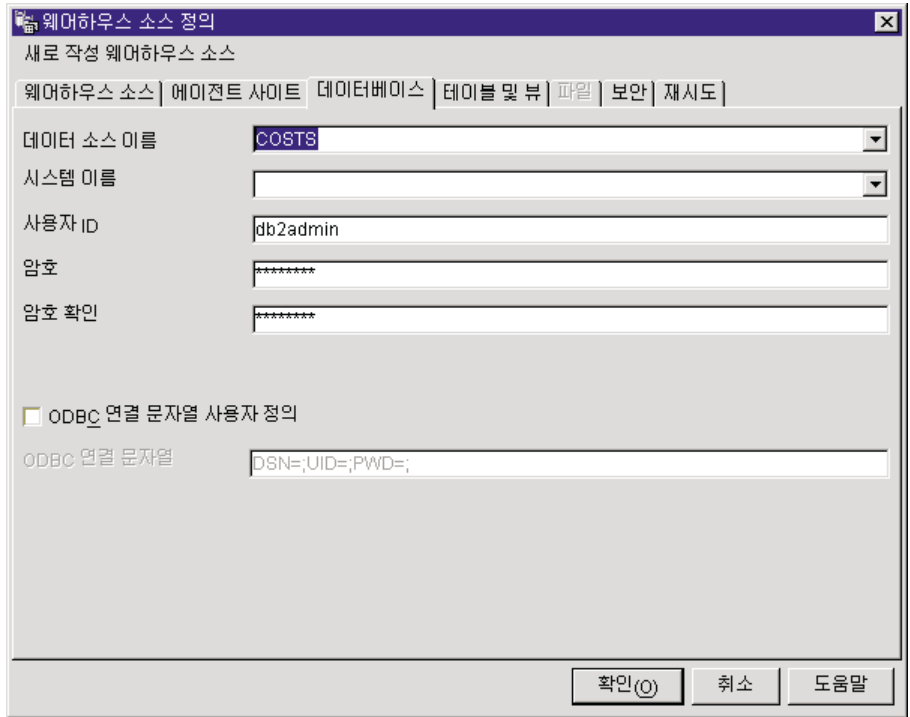 웨어하우스 소스 정의
새로 작성 웨어하우스 소스
웨어하우스 소스 에이전트 사이트 데이터베이스 테이블 및 뷰 파일 보안 재시도
데이터 소스 이름 COSTS
시스템 이름
사용자 ID db2admin
암호 ********
암호 확인 ********
ODBC 연결 문자열 사용자 정의
ODBC 연결 문자열 DSN=;UID=;PWD=;
확인(O) 취소 도움말